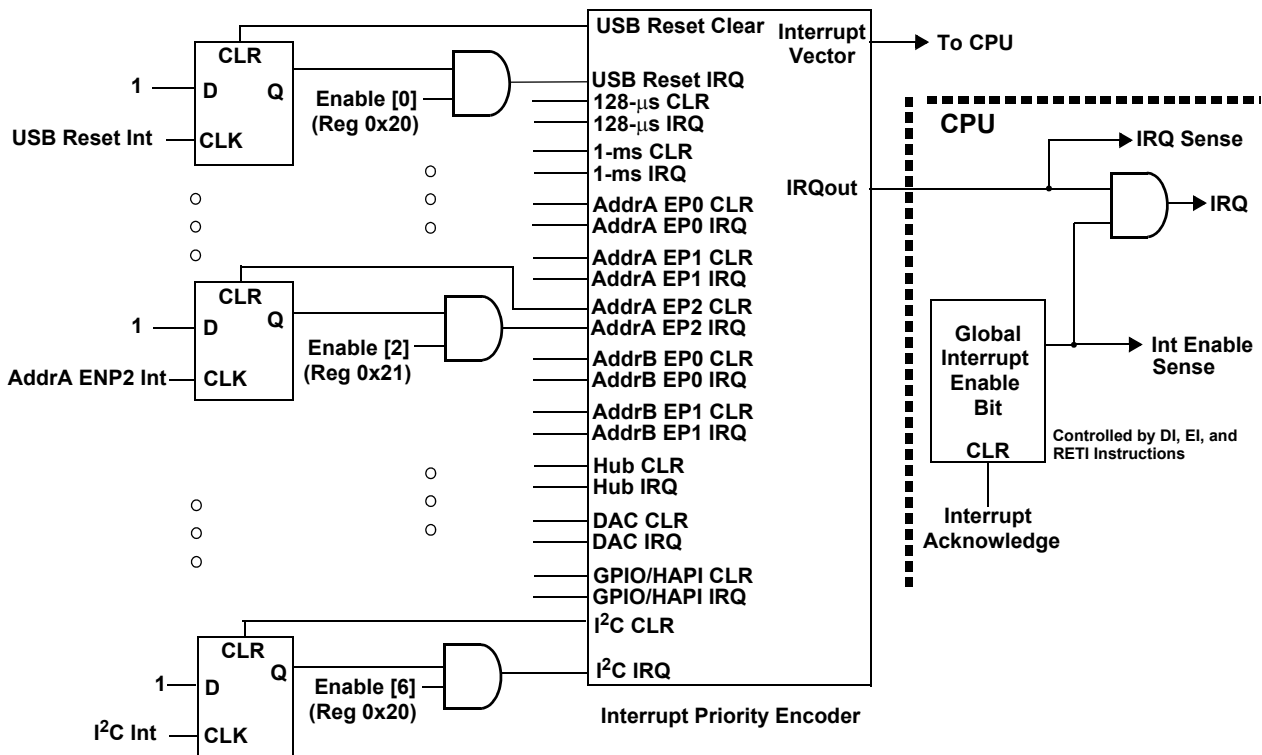 CLR
D
Q
CLK
1
USB Reset Int
Enable [0]
(Reg 0x20)
CLR
D
Q
CLK
1
AddrA ENP2 Int
Enable [2]
(Reg 0x21)
CLR
D
Q
CLK
1
I²C Int
Enable [6]
(Reg 0x20)
USB Reset Clear
USB Reset IRQ
128-μs CLR
128-μs IRQ
1-ms CLR
1-ms IRQ
AddrA EP0 CLR
AddrA EP0 IRQ
AddrA EP1 CLR
AddrA EP1 IRQ
AddrA EP2 CLR
AddrA EP2 IRQ
AddrB EP0 CLR
AddrB EP0 IRQ
AddrB EP1 CLR
AddrB EP1 IRQ
Hub CLR
Hub IRQ
DAC CLR
DAC IRQ
GPIO/HAPI CLR
GPIO/HAPI IRQ
I²C CLR
I²C IRQ
Interrupt
Vector
IRQout
Interrupt Priority Encoder
To CPU
CPU
IRQ Sense
IRQ
Global
Interrupt
Enable
Bit
CLR
Int Enable
Sense
Controlled by DI, EI, and
RETI Instructions
Interrupt
Acknowledge